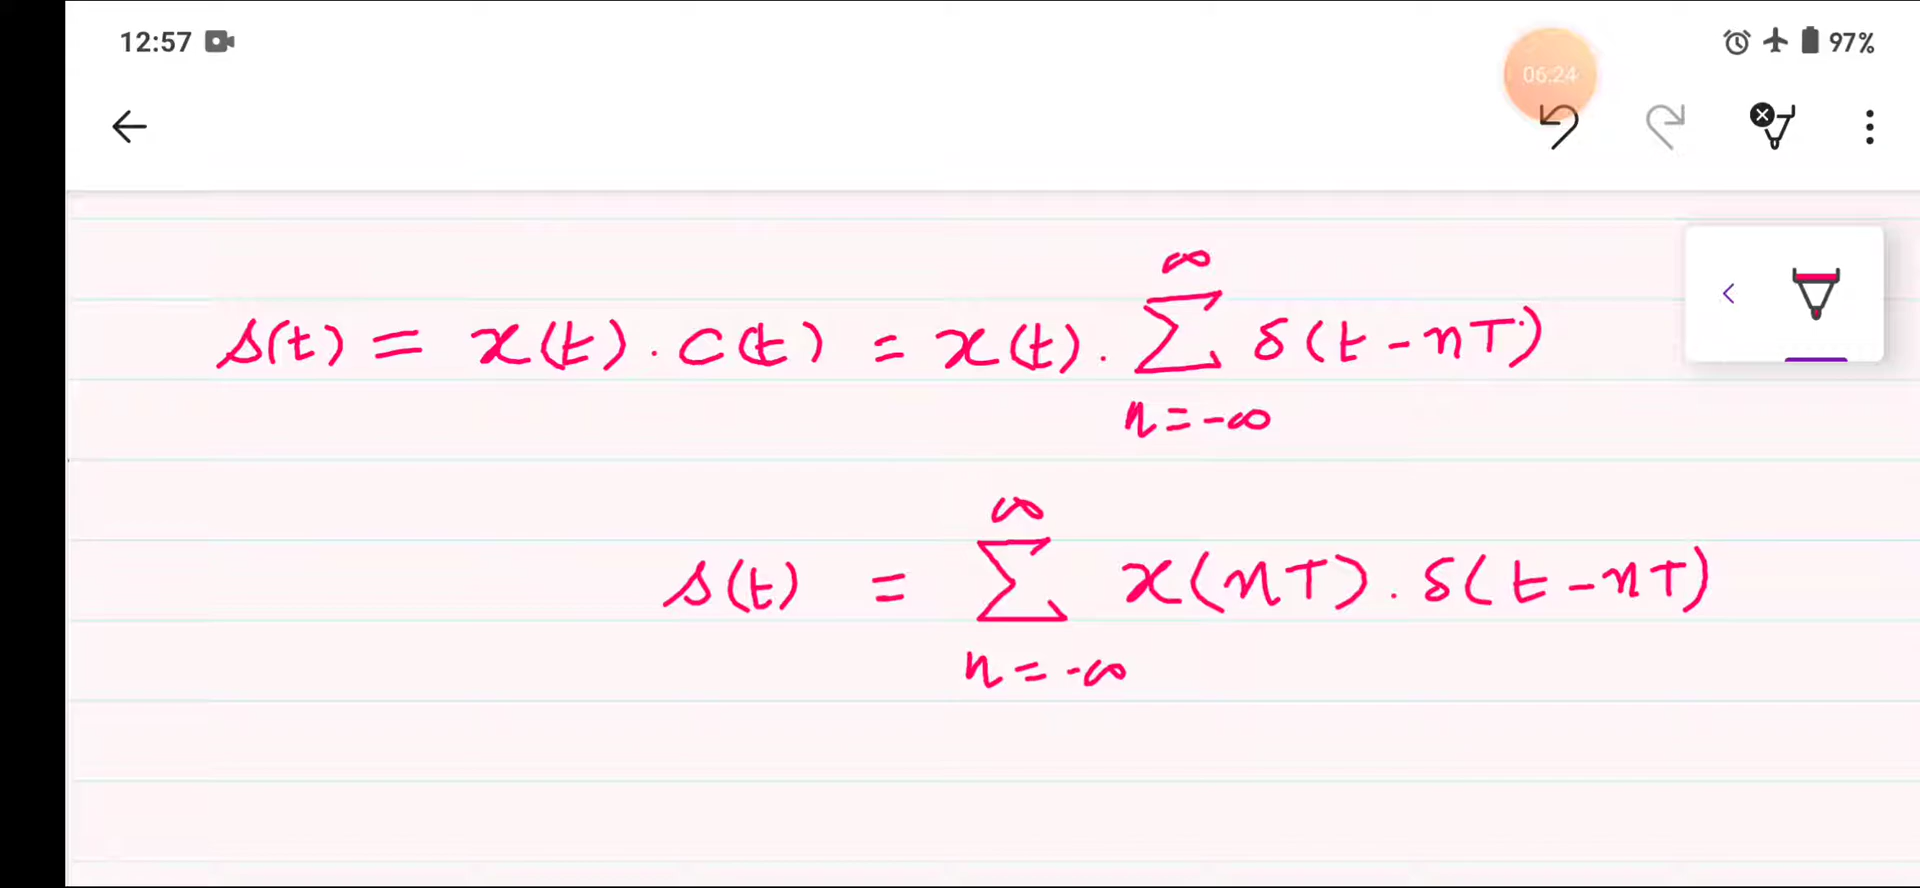 12:57
97%
06:24
s(t) = x(t) . c(t) = x(t) . ∞∑n=-∞ δ(t-nT)
s(t) = ∞∑n=-∞ x(nT) . δ(t-nT)